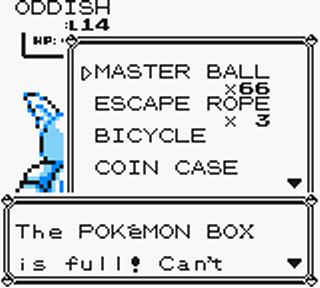 ODDISH
:L14
HP:
▷MASTER BALL
×66
ESCAPE ROPE
× 3
BICYCLE
COIN CASE
▼
The POKéMON BOX
is full! Can't ▼